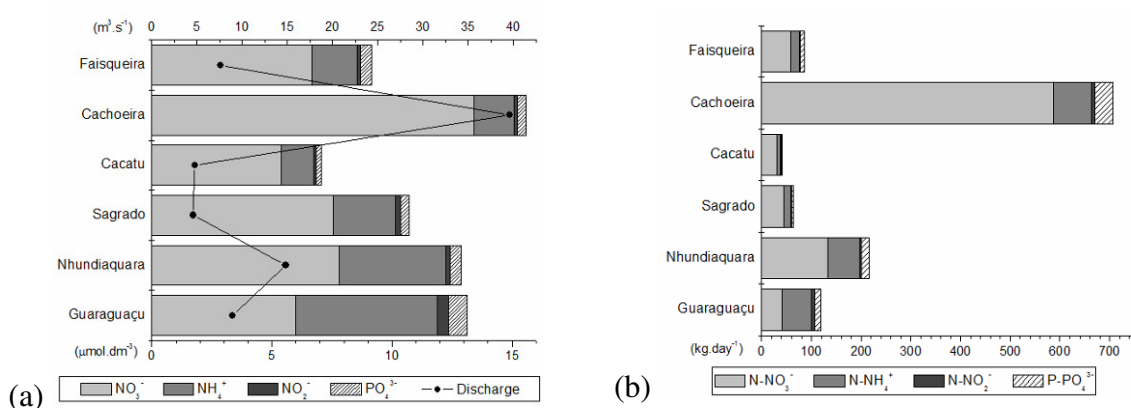 (m³.s⁻¹) 0 5 10 15 20 25 30 35 40
Faisqueira
Cachoeira
Cacatu
Sagrado
Nhundiaquara
Guaraguaçu
(µmol.dm⁻³) 0 5 10 15
(a) NO₃⁻ NH₄⁺ NO₂⁻ PO₄³⁻ Discharge
Faisqueira
Cachoeira
Cacatu
Sagrado
Nhundiaquara
Guaraguaçu
(kg.day⁻¹) 0 100 200 300 400 500 600 700
(b) N-NO₃⁻ N-NH₄⁺ N-NO₂⁻ P-PO₄³⁻